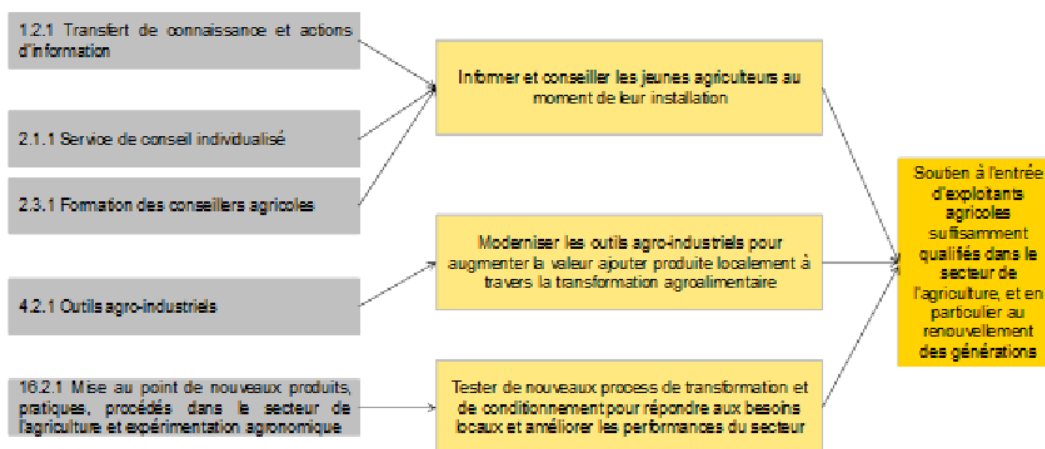 1.2.1 Transfert de connaissance et actions
d'information
2.1.1 Service de conseil individualisé
2.3.1 Formation des conseillers agricoles
4.2.1 Outils agro-industriels
16.2.1 Mise au point de nouveaux produits,
pratiques, procédés dans le secteur de
l'agriculture et expérimentation agronomique
Informer et conseiller les jeunes agriculteurs au
moment de leur installation
Moderniser les outils agro-industriels pour
augmenter la valeur ajouter produite localement à
travers la transformation agroalimentaire
Tester de nouveaux process de transformation et
de conditionnement pour répondre aux besoins
locaux et améliorer les performances du secteur
Soutien à l'entrée
d'exploitants
agricoles
suffisamment
qualifiés dans le
secteur de
l'agriculture, et en
particulier au
renouvellement
des générations